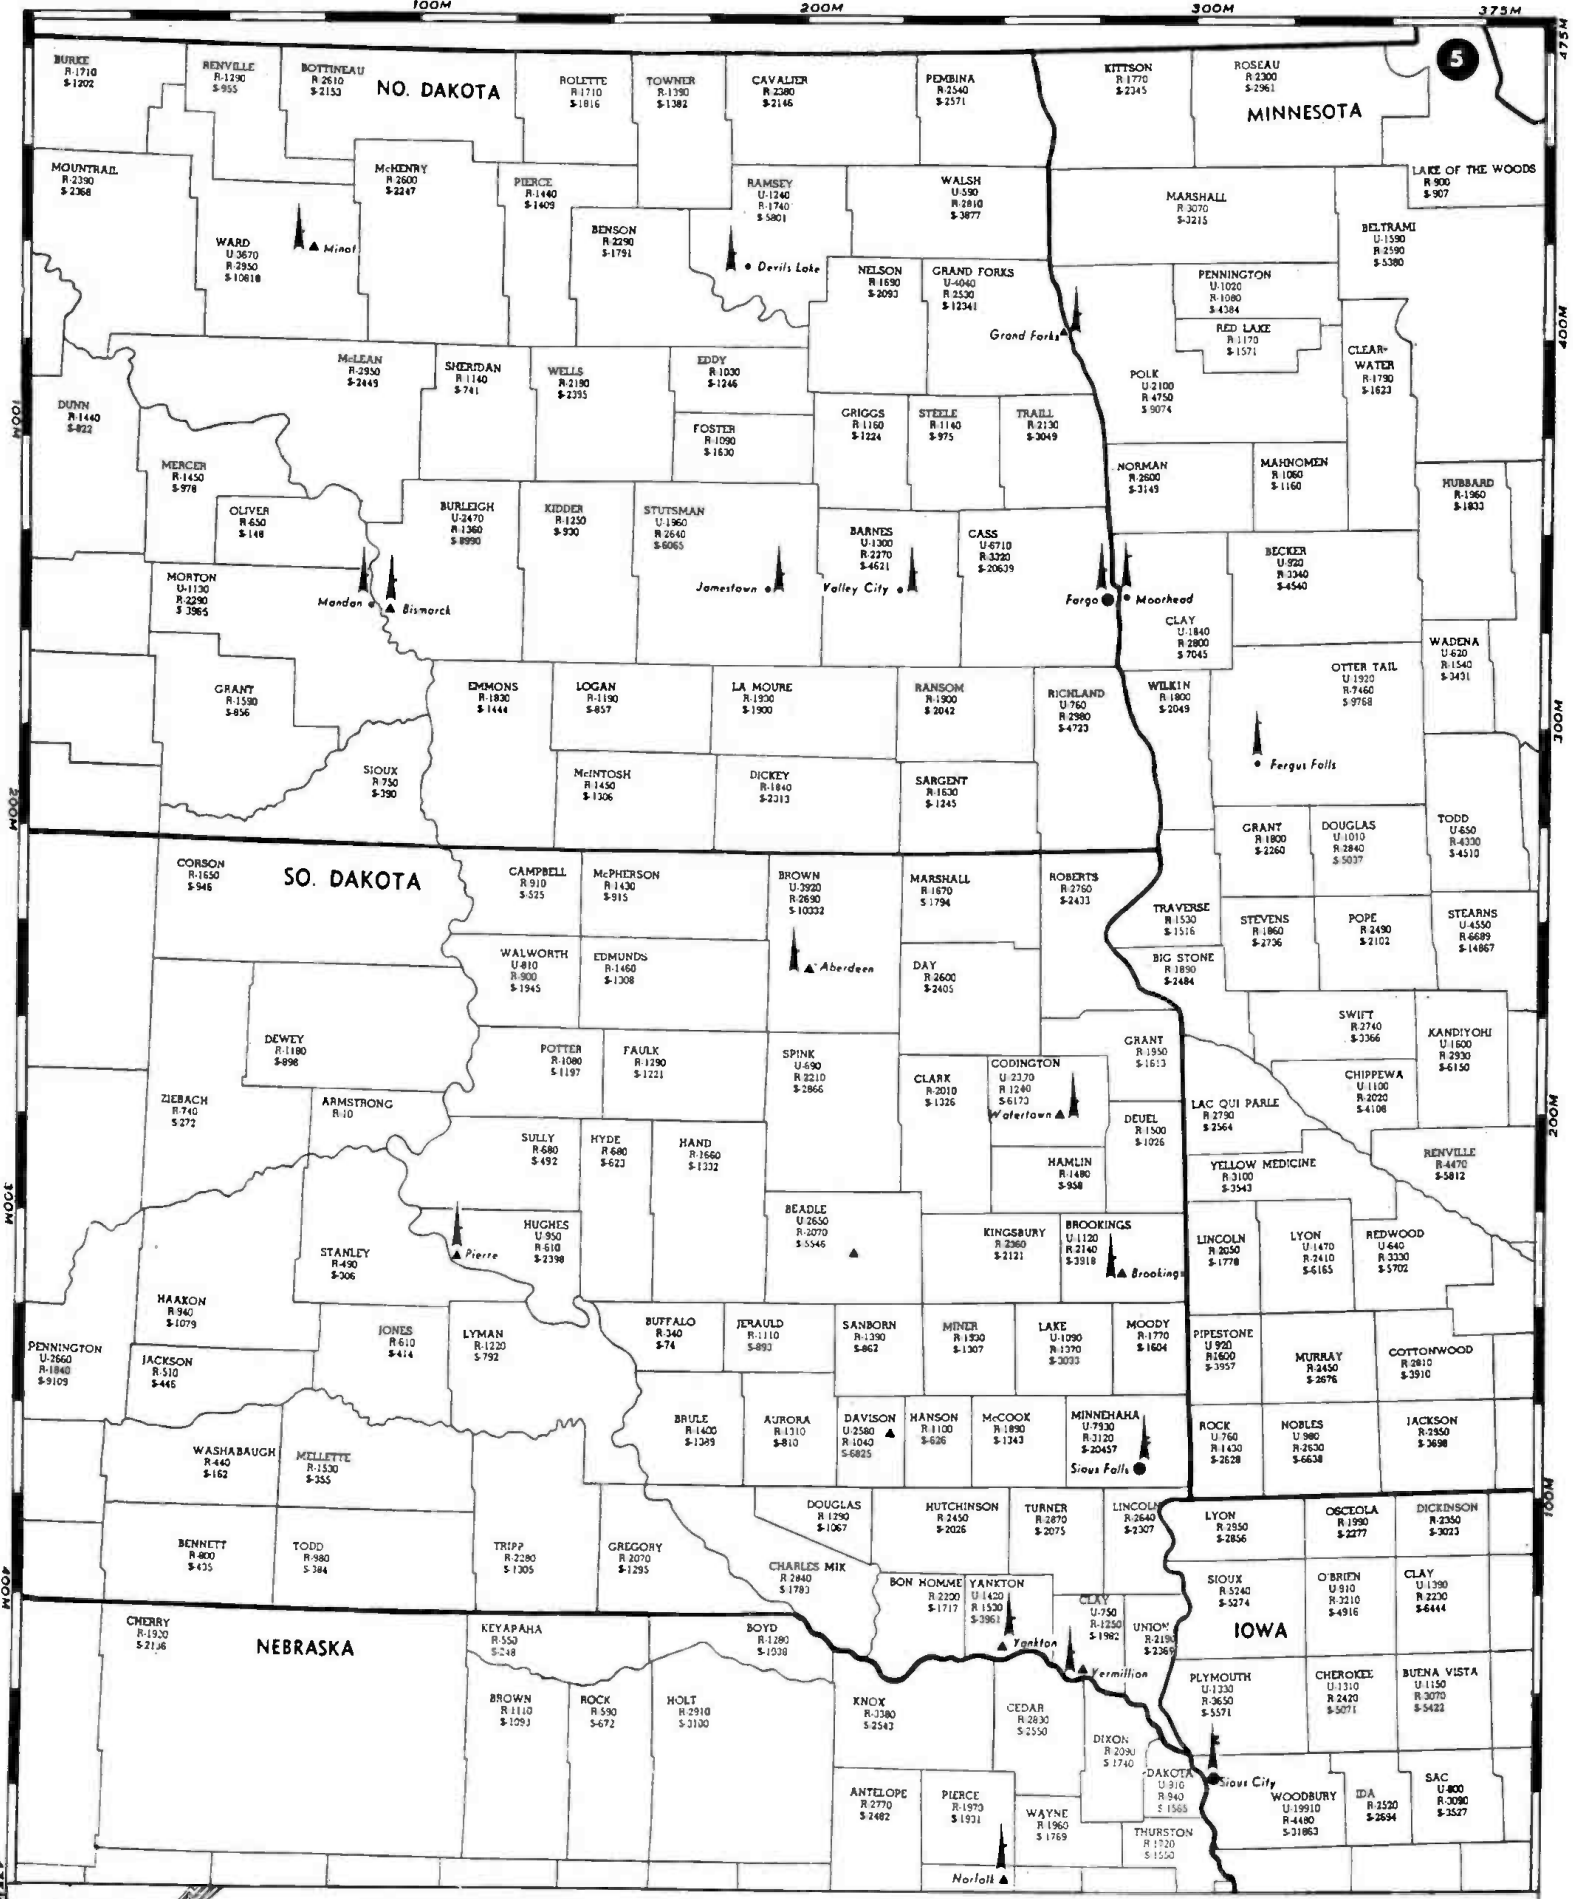 100M
200M
300M
375M
475M
5
BURKE
R-1710
S-1202
RENVILLE
R-1290
S-955
BOTTINEAU
R-2610
S-2153
NO. DAKOTA
ROLETTE
R-1710
S-1816
TOWNER
R-1390
S-1382
CAVALIER
R-2380
S-2146
PEMBINA
R-2540
S-2571
KITTSON
R-1770
S-2345
ROSEAU
R-2300
S-2961
MINNESOTA
MOUNTRAIL
R-2390
S-2368
McHENRY
R-2600
S-2247
PIERCE
R-1440
S-1409
RAMSEY
U-1240
R-1740
S-5801
WALSH
U-590
R-2810
S-3877
MARSHALL
R-3070
S-3215
LAKE OF THE WOODS
R-900
S-907
WARD
U-3670
R-2950
S-10818
Minot
BENSON
R-2290
S-1791
Devils Lake
NELSON
R-1690
S-2093
GRAND FORKS
U-4040
R-2530
S-12341
Grand Forks
PENNINGTON
U-1020
R-1080
S-4384
BELTRAMI
U-1590
R-2590
S-5380
RED LAKE
R-1170
S-1571
400M
McLEAN
R-2950
S-2449
SHERIDAN
R-1140
S-741
WELLS
R-2190
S-2395
EDDY
R-1030
S-1246
POLK
U-2100
R-4750
S-9074
CLEAR-
WATER
R-1790
S-1623
100M
DUNN
R-1440
S-822
FOSTER
R-1090
S-1630
GRIGGS
R-1160
S-1224
STEELE
R-1140
S-975
TRAILL
R-2130
S-3049
MERCER
R-1450
S-978
NORMAN
R-2600
S-3149
MAHNOMEN
R-1060
S-1160
HUBBARD
R-1960
S-1833
OLIVER
R-650
S-148
BURLEIGH
U-2470
R-1360
S-8990
KIDDER
R-1250
S-930
STUTSMAN
U-1960
R-2640
S-6065
BARNES
U-1300
R-2270
S-4621
CASS
U-6710
R-3320
S-20639
BECKER
U-920
R-3340
S-4540
MORTON
U-1130
R-2290
S-3965
Mandan
Bismarck
Jamestown
Valley City
Fargo
Moorhead
CLAY
U-1840
R-2800
S-7045
WADENA
U-620
R-1540
S-3431
GRANT
R-1590
S-856
EMMONS
R-1830
S-1444
LOGAN
R-1190
S-857
LA MOURE
R-1930
S-1900
RANSOM
R-1900
S-2042
RICHLAND
U-760
R-2980
S-4723
WILKIN
R-1800
S-2049
OTTER TAIL
U-1920
R-7460
S-9768
300M
Fergus Falls
SIOUX
R-750
S-390
McINTOSH
R-1450
S-1306
DICKEY
R-1840
S-2313
SARGENT
R-1630
S-1245
200M
GRANT
R-1800
S-2260
DOUGLAS
U-1010
R-2840
S-5037
TODD
U-650
R-4330
S-4510
CORSON
R-1650
S-946
SO. DAKOTA
CAMPBELL
R-910
S-525
McPHERSON
R-1430
S-915
BROWN
U-3920
R-2690
S-10332
MARSHALL
R-1670
S-1794
ROBERTS
R-2760
S-2433
TRAVERSE
R-1530
S-1516
STEVENS
R-1860
S-2736
POPE
R-2490
S-2102
STEARNS
U-4550
R-6689
S-14867
WALWORTH
U-810
R-900
S-1945
EDMUNDS
R-1460
S-1308
Aberdeen
DAY
R-2600
S-2405
BIG STONE
R-1890
S-2484
DEWEY
R-1180
S-898
POTTER
R-1080
S-1197
FAULK
R-1290
S-1221
SPINK
U-690
R-2210
S-2866
CLARK
R-2010
S-1326
CODINGTON
U-2370
R-1240
S-6173
Watertown
GRANT
R-1950
S-1613
SWIFT
R-2740
S-3366
KANDIYOHI
U-1600
R-2930
S-6150
CHIPPEWA
U-1100
R-2020
S-4106
ZIEBACH
R-740
S-272
ARMSTRONG
R-10
DEUEL
R-1500
S-1026
LAC QUI PARLE
R-2790
S-2564
200M
SULLY
R-680
S-492
HYDE
R-680
S-623
HAND
R-1660
S-1332
HAMLIN
R-1480
S-958
YELLOW MEDICINE
R-3100
S-3543
RENVILLE
R-4470
S-5812
300M
STANLEY
R-490
S-306
Pierre
HUGHES
U-950
R-610
S-2398
BEADLE
U-2650
R-2070
S-5546
KINGSBURY
R-2360
S-2121
BROOKINGS
U-1120
R-2140
S-3918
Brookings
LINCOLN
R-2050
S-1778
LYON
U-1470
R-2410
S-6165
REDWOOD
U-640
R-3330
S-5702
HAAKON
R-940
S-1079
PENNINGTON
U-2660
R-1840
S-9109
JACKSON
R-510
S-446
JONES
R-610
S-414
LYMAN
R-1220
S-792
BUFFALO
R-340
S-74
JERAULD
R-1110
S-893
SANBORN
R-1390
S-862
MINER
R-1330
S-1307
LAKE
U-1090
R-1370
S-3033
MOODY
R-1770
S-1604
PIPESTONE
U 920
R1600
S-3957
MURRAY
R-2450
S-2676
COTTONWOOD
R-2810
S-3910
WASHABAUGH
R-440
S-162
MELLETTE
R-1530
S-355
BRULE
R-1400
S-1389
AURORA
R-1310
S-810
DAVISON
U-2580
R-1040
S-6825
HANSON
R-1100
S-626
McCOOK
R-1890
S-1343
MINNEHAHA
U-7930
R-3120
S-20457
Sioux Falls
ROCK
U-760
R-1430
S-2628
NOBLES
U 980
R-2630
S-6638
JACKSON
R-2950
S-3698
100M
BENNETT
R-800
S-435
TODD
R-980
S-384
TRIPP
R-2280
S-1305
GREGORY
R-2070
S-1295
DOUGLAS
R-1290
S-1067
HUTCHINSON
R-2450
S-2026
TURNER
R-2870
S-2075
LINCOLN
R-2640
S-2307
LYON
R-2950
S-2856
OSCEOLA
R-1990
S-2277
DICKINSON
R-2350
S-3023
CHARLES MIX
R-2840
S-1783
400M
BON HOMME
R-2200
S-1717
YANKTON
U-1420
R-1530
S-3961
Yankton
CLAY
U-750
R-1250
S-1982
Vermillion
UNION
R-2190
S-2369
SIOUX
R-5240
S-5274
O'BRIEN
U-910
R-3210
S-4916
CLAY
U-1390
R-2230
S-6444
IOWA
CHERRY
R-1930
S-2136
NEBRASKA
KEYAPAHA
R-550
S-248
BOYD
R-1280
S-1038
BROWN
R-1110
S-1093
ROCK
R-590
S-672
HOLT
R-2910
S-3100
KNOX
R-3380
S-2543
CEDAR
R-2830
S-2550
DIXON
R-2090
S-1740
PLYMOUTH
U-1330
R-3650
S-5571
CHEROKEE
U-1310
R-2420
S-5071
BUENA VISTA
U-1150
R-3070
S-5422
DAKOTA
U-910
R-940
S-1565
Sioux City
WOODBURY
U-19910
R-4480
S-31863
IDA
R-2520
S-2694
SAC
U-800
R-3090
S-3527
ANTELOPE
R-2770
S-2482
PIERCE
R-1970
S-1931
WAYNE
R-1960
S-1769
THURSTON
R-1720
S-1550
Norfolk